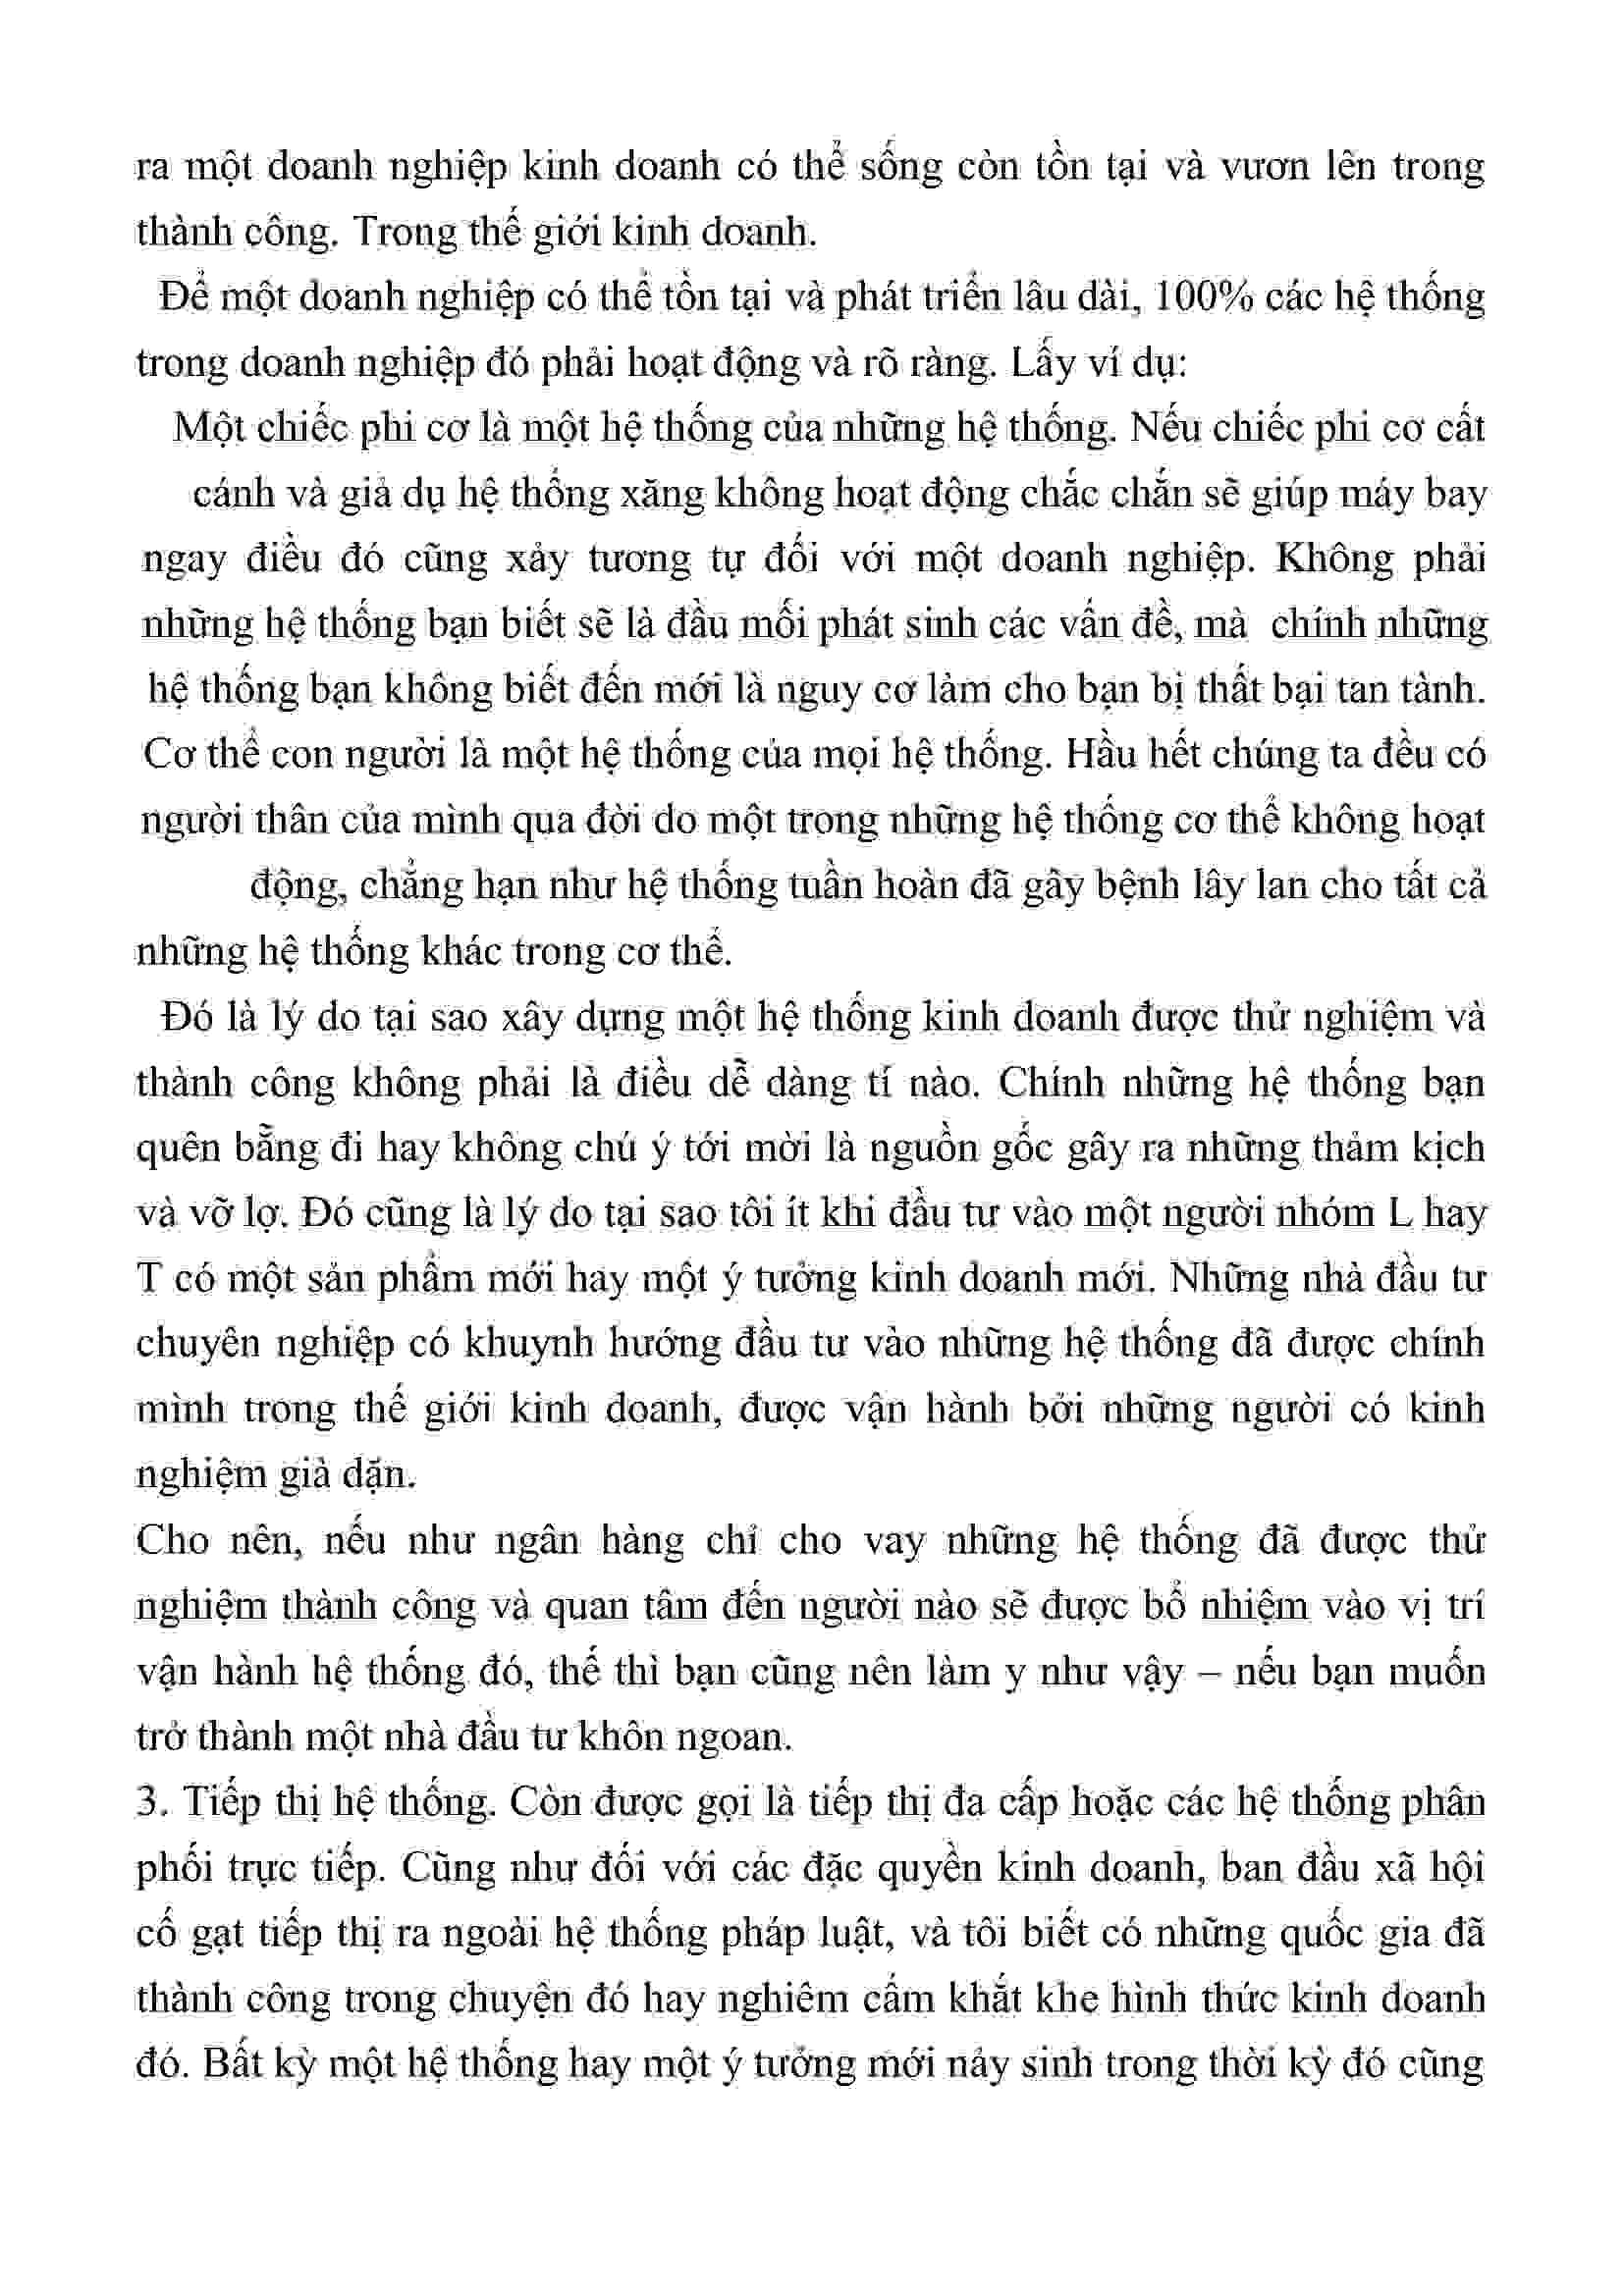 ra một doanh nghiệp kinh doanh có thể sống còn tồn tại và vươn lên trong
thành công. Trong thế giới kinh doanh.
Để một doanh nghiệp có thể tồn tại và phát triển lâu dài, 100% các hệ thống
trong doanh nghiệp đó phải hoạt động và rõ ràng. Lấy ví dụ:
Một chiếc phi cơ là một hệ thống của những hệ thống. Nếu chiếc phi cơ cất
cánh và giả dụ hệ thống xăng không hoạt động chắc chắn sẽ giúp máy bay
ngay điều đó cũng xảy tương tự đối với một doanh nghiệp. Không phải
những hệ thống bạn biết sẽ là đầu mối phát sinh các vấn đề, mà chính những
hệ thống bạn không biết đến mới là nguy cơ làm cho bạn bị thất bại tan tành.
Cơ thể con người là một hệ thống của mọi hệ thống. Hầu hết chúng ta đều có
người thân của mình qua đời do một trong những hệ thống cơ thể không hoạt
động, chẳng hạn như hệ thống tuần hoàn đã gây bệnh lây lan cho tất cả
những hệ thống khác trong cơ thể.
Đó là lý do tại sao xây dựng một hệ thống kinh doanh được thử nghiệm và
thành công không phải là điều dễ dàng tí nào. Chính những hệ thống bạn
quên bẵng đi hay không chú ý tới mời là nguồn gốc gây ra những thảm kịch
và vỡ lợ. Đó cũng là lý do tại sao tôi ít khi đầu tư vào một người nhóm L hay
T có một sản phẩm mới hay một ý tưởng kinh doanh mới. Những nhà đầu tư
chuyên nghiệp có khuynh hướng đầu tư vào những hệ thống đã được chính
mình trong thế giới kinh doanh, được vận hành bởi những người có kinh
nghiệm già dặn.
Cho nên, nếu như ngân hàng chỉ cho vay những hệ thống đã được thử
nghiệm thành công và quan tâm đến người nào sẽ được bổ nhiệm vào vị trí
vận hành hệ thống đó, thế thì bạn cũng nên làm y như vậy – nếu bạn muốn
trở thành một nhà đầu tư khôn ngoan.
3. Tiếp thị hệ thống. Còn được gọi là tiếp thị đa cấp hoặc các hệ thống phân
phối trực tiếp. Cũng như đối với các đặc quyền kinh doanh, ban đầu xã hội
cố gạt tiếp thị ra ngoài hệ thống pháp luật, và tôi biết có những quốc gia đã
thành công trong chuyện đó hay nghiêm cấm khắt khe hình thức kinh doanh
đó. Bất kỳ một hệ thống hay một ý tưởng mới nảy sinh trong thời kỳ đó cũng